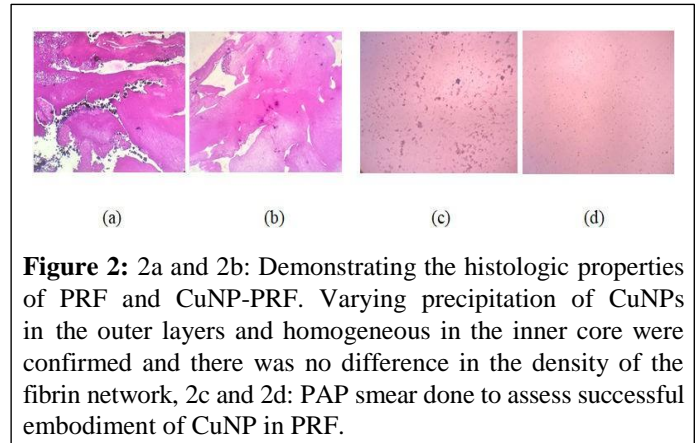 (a) (b) (c) (d)
Figure 2: 2a and 2b: Demonstrating the histologic properties
of PRF and CuNP-PRF. Varying precipitation of CuNPs
in the outer layers and homogeneous in the inner core were
confirmed and there was no difference in the density of the
fibrin network, 2c and 2d: PAP smear done to assess successful
embodiment of CuNP in PRF.